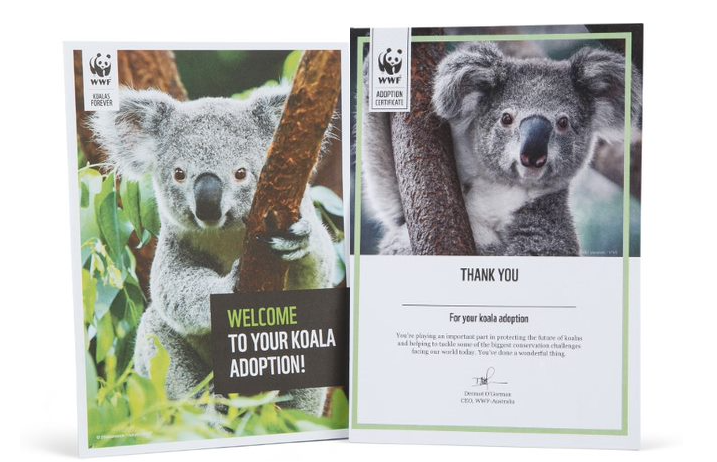 WWF
KOALAS
FOREVER
WELCOME
TO YOUR KOALA
ADOPTION!
WWF
ADOPTION
CERTIFICATE
THANK YOU
For your koala adoption
You're playing an important part in protecting the future of koalas
and helping to tackle some of the biggest conservation challenges
facing our world today. You've done a wonderful thing.
Dermot O'Gorman
CEO, WWF-Australia